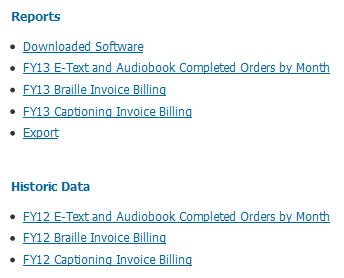 Reports
Downloaded Software
FY13 E-Text and Audiobook Completed Orders by Month
FY13 Braille Invoice Billing
FY13 Captioning Invoice Billing
Export
Historic Data
FY12 E-Text and Audiobook Completed Orders by Month
FY12 Braille Invoice Billing
FY12 Captioning Invoice Billing